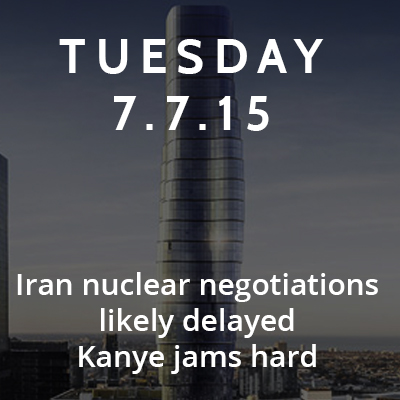 TUESDAY
7.7.15
Iran nuclear negotiations
likely delayed
Kanye jams hard